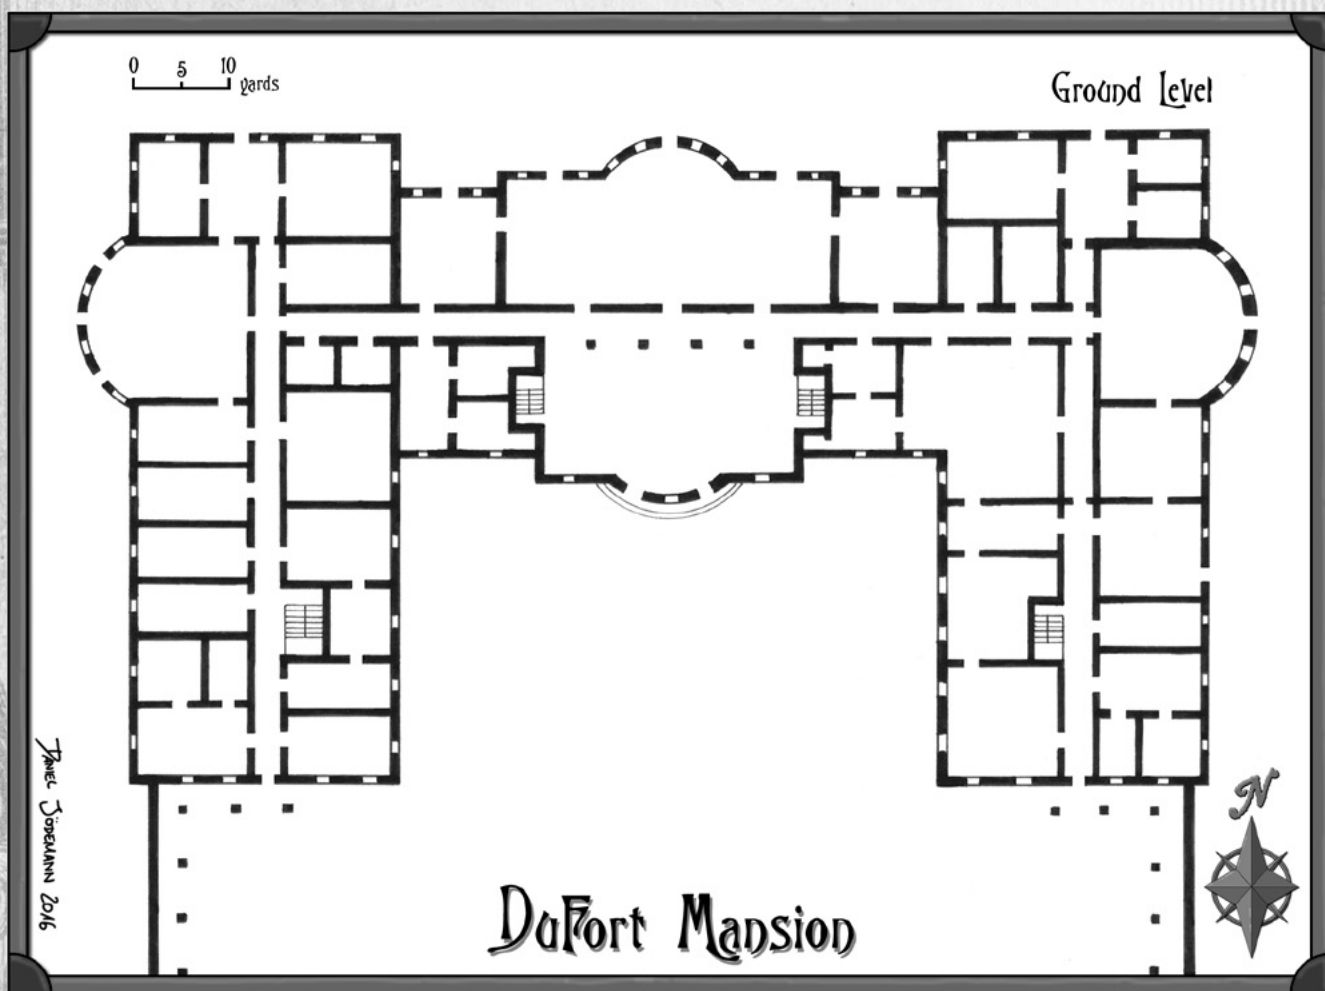 0 5 10 yards
Ground Level
Daniel Jödemann 2016
N
DuFort Mansion